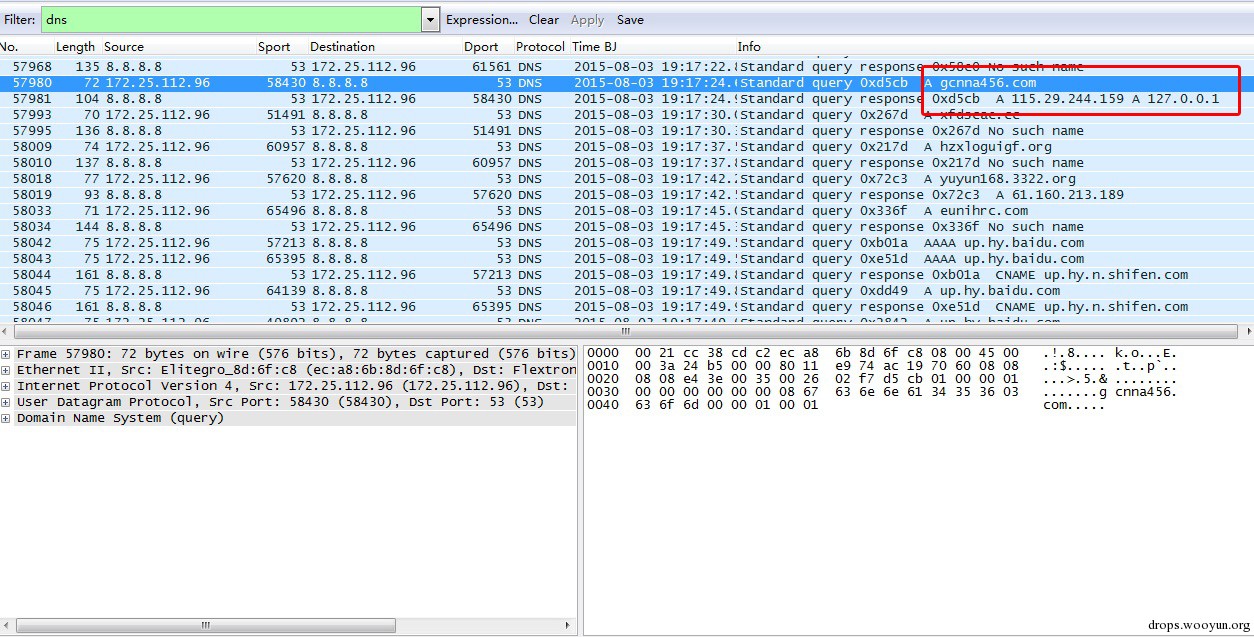 Filter: dns Expression... Clear Apply Save
No. Length Source Sport Destination Dport Protocol Time BJ Info
57968 135 8.8.8.8 53 172.25.112.96 61561 DNS 2015-08-03 19:17:22. Standard query response 0x58c0 No such name
57980 72 172.25.112.96 58430 8.8.8.8 53 DNS 2015-08-03 19:17:24. Standard query 0xd5cb A gcnna456.com
57981 104 8.8.8.8 53 172.25.112.96 58430 DNS 2015-08-03 19:17:24. Standard query response 0xd5cb A 115.29.244.159 A 127.0.0.1
57993 70 172.25.112.96 51491 8.8.8.8 53 DNS 2015-08-03 19:17:30. Standard query 0x267d A xfdscac.cc
57995 136 8.8.8.8 53 172.25.112.96 51491 DNS 2015-08-03 19:17:30. Standard query response 0x267d No such name
58009 74 172.25.112.96 60957 8.8.8.8 53 DNS 2015-08-03 19:17:37. Standard query 0x217d A hzxloguigf.org
58010 137 8.8.8.8 53 172.25.112.96 60957 DNS 2015-08-03 19:17:37. Standard query response 0x217d No such name
58018 77 172.25.112.96 57620 8.8.8.8 53 DNS 2015-08-03 19:17:42. Standard query 0x72c3 A yuyun168.3322.org
58019 93 8.8.8.8 53 172.25.112.96 57620 DNS 2015-08-03 19:17:42. Standard query response 0x72c3 A 61.160.213.189
58033 71 172.25.112.96 65496 8.8.8.8 53 DNS 2015-08-03 19:17:45. Standard query 0x336f A eunihrc.com
58034 144 8.8.8.8 53 172.25.112.96 65496 DNS 2015-08-03 19:17:45. Standard query response 0x336f No such name
58042 75 172.25.112.96 57213 8.8.8.8 53 DNS 2015-08-03 19:17:49. Standard query 0xb01a AAAA up.hy.baidu.com
58043 75 172.25.112.96 65395 8.8.8.8 53 DNS 2015-08-03 19:17:49. Standard query 0xe51d AAAA up.hy.baidu.com
58044 161 8.8.8.8 53 172.25.112.96 57213 DNS 2015-08-03 19:17:49. Standard query response 0xb01a CNAME up.hy.n.shifen.com
58045 75 172.25.112.96 64139 8.8.8.8 53 DNS 2015-08-03 19:17:49. Standard query 0xdd49 A up.hy.baidu.com
58046 161 8.8.8.8 53 172.25.112.96 65395 DNS 2015-08-03 19:17:49. Standard query response 0xe51d CNAME up.hy.n.shifen.com
Frame 57980: 72 bytes on wire (576 bits), 72 bytes captured (576 bits)
Ethernet II, Src: Elitegro_8d:6f:c8 (ec:a8:6b:8d:6f:c8), Dst: Flextron
Internet Protocol Version 4, Src: 172.25.112.96 (172.25.112.96), Dst:
User Datagram Protocol, Src Port: 58430 (58430), Dst Port: 53 (53)
Domain Name System (query)
0000 00 21 cc 38 cd c2 ec a8 6b 8d 6f c8 08 00 45 00 .!.8.... k.o...E.
0010 00 3a 24 b5 00 00 80 11 e9 74 ac 19 70 60 08 08 .:$..... .t..p`..
0020 08 08 e4 3e 00 35 00 26 02 f7 d5 cb 01 00 00 01 ...>.5.& ........
0030 00 00 00 00 00 00 08 67 63 6e 6e 61 34 35 36 03 .......g cnna456.
0040 63 6f 6d 00 00 01 00 01 com.....
drops.wooyun.org